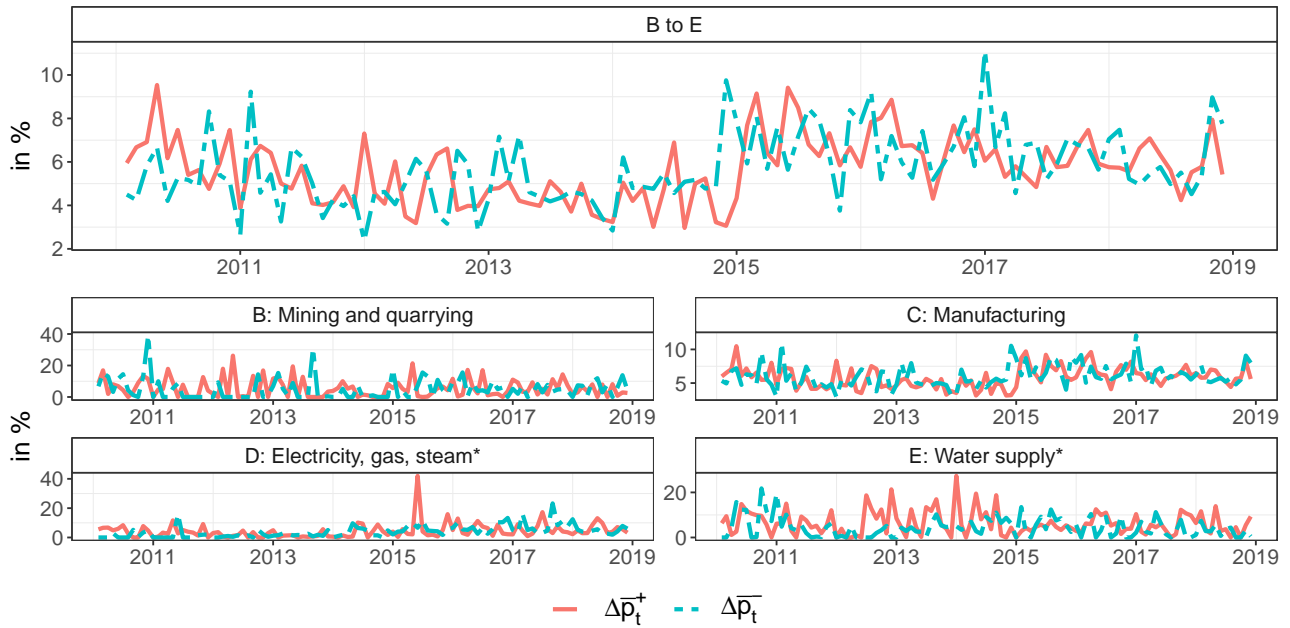 B to E
in %
10
8
6
4
2
2011 2013 2015 2017 2019
B: Mining and quarrying
C: Manufacturing
in %
40
20
0
10
5
2011 2013 2015 2017 2019
2011 2013 2015 2017 2019
D: Electricity, gas, steam*
E: Water supply*
40
20
0
20
0
2011 2013 2015 2017 2019
2011 2013 2015 2017 2019
Δp̅ₜ⁺ Δp̅ₜ⁻